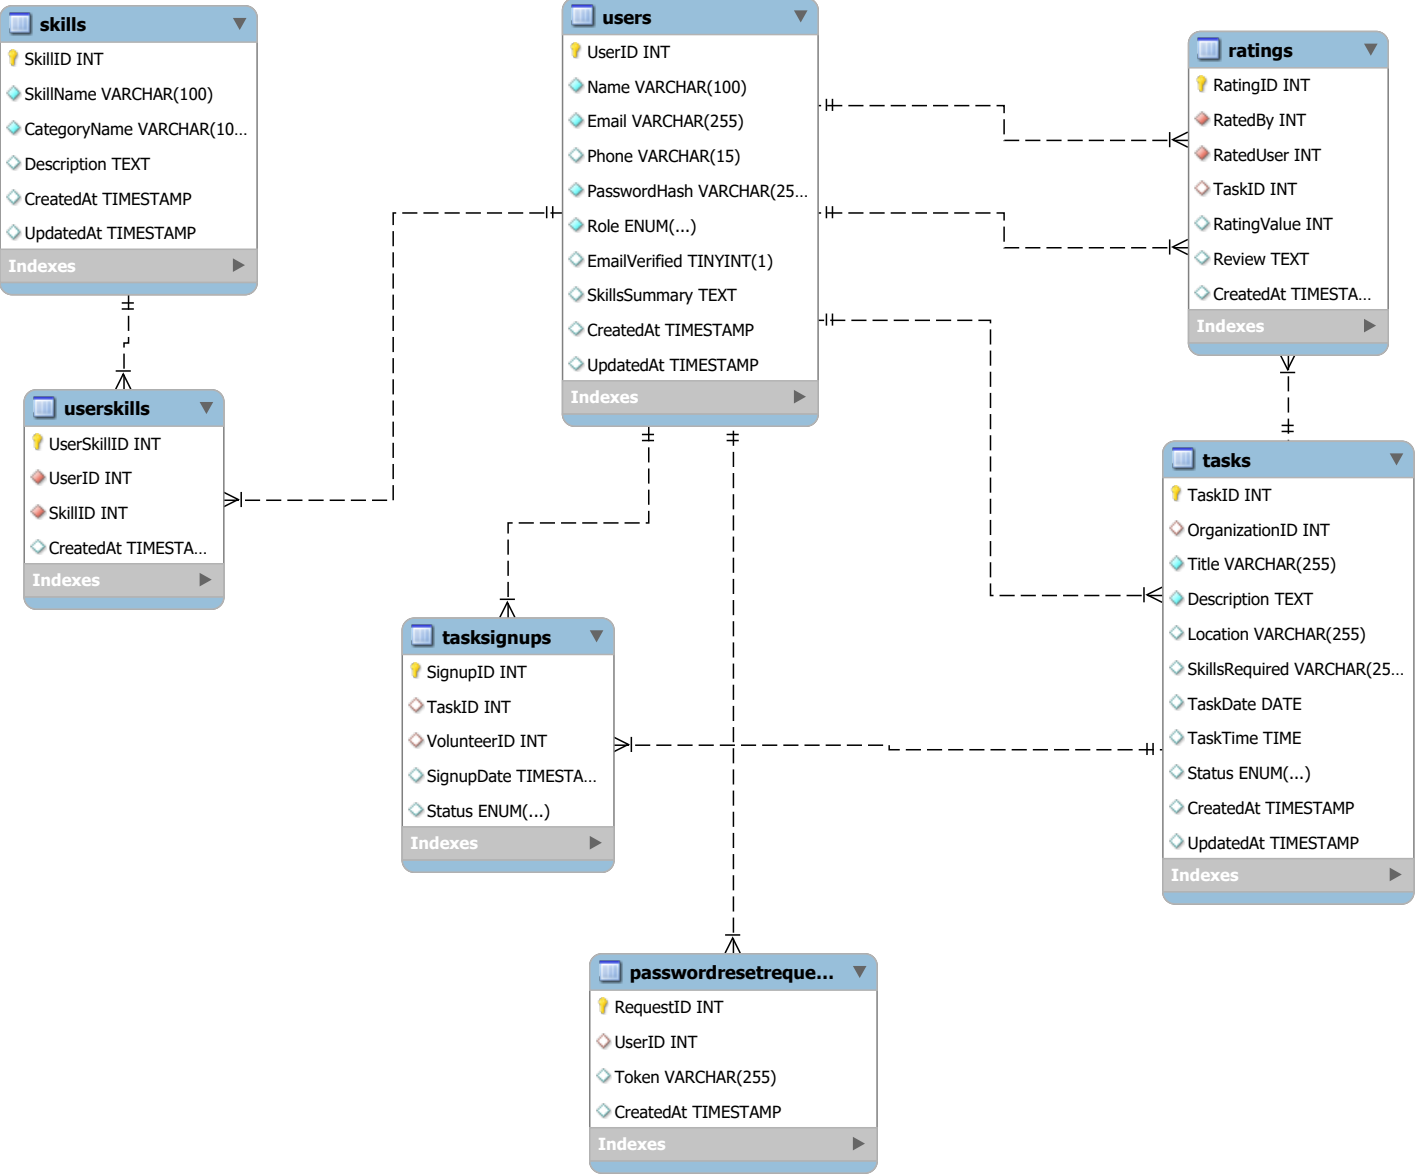 skills
SkillID INT
SkillName VARCHAR(100)
CategoryName VARCHAR(10...
Description TEXT
CreatedAt TIMESTAMP
UpdatedAt TIMESTAMP
Indexes
users
UserID INT
Name VARCHAR(100)
Email VARCHAR(255)
Phone VARCHAR(15)
PasswordHash VARCHAR(25...
Role ENUM(...)
EmailVerified TINYINT(1)
SkillsSummary TEXT
CreatedAt TIMESTAMP
UpdatedAt TIMESTAMP
Indexes
ratings
RatingID INT
RatedBy INT
RatedUser INT
TaskID INT
RatingValue INT
Review TEXT
CreatedAt TIMESTA...
Indexes
userskills
UserSkillID INT
UserID INT
SkillID INT
CreatedAt TIMESTA...
Indexes
tasksignups
SignupID INT
TaskID INT
VolunteerID INT
SignupDate TIMESTA...
Status ENUM(...)
Indexes
tasks
TaskID INT
OrganizationID INT
Title VARCHAR(255)
Description TEXT
Location VARCHAR(255)
SkillsRequired VARCHAR(25...
TaskDate DATE
TaskTime TIME
Status ENUM(...)
CreatedAt TIMESTAMP
UpdatedAt TIMESTAMP
Indexes
passwordresetreque...
RequestID INT
UserID INT
Token VARCHAR(255)
CreatedAt TIMESTAMP
Indexes